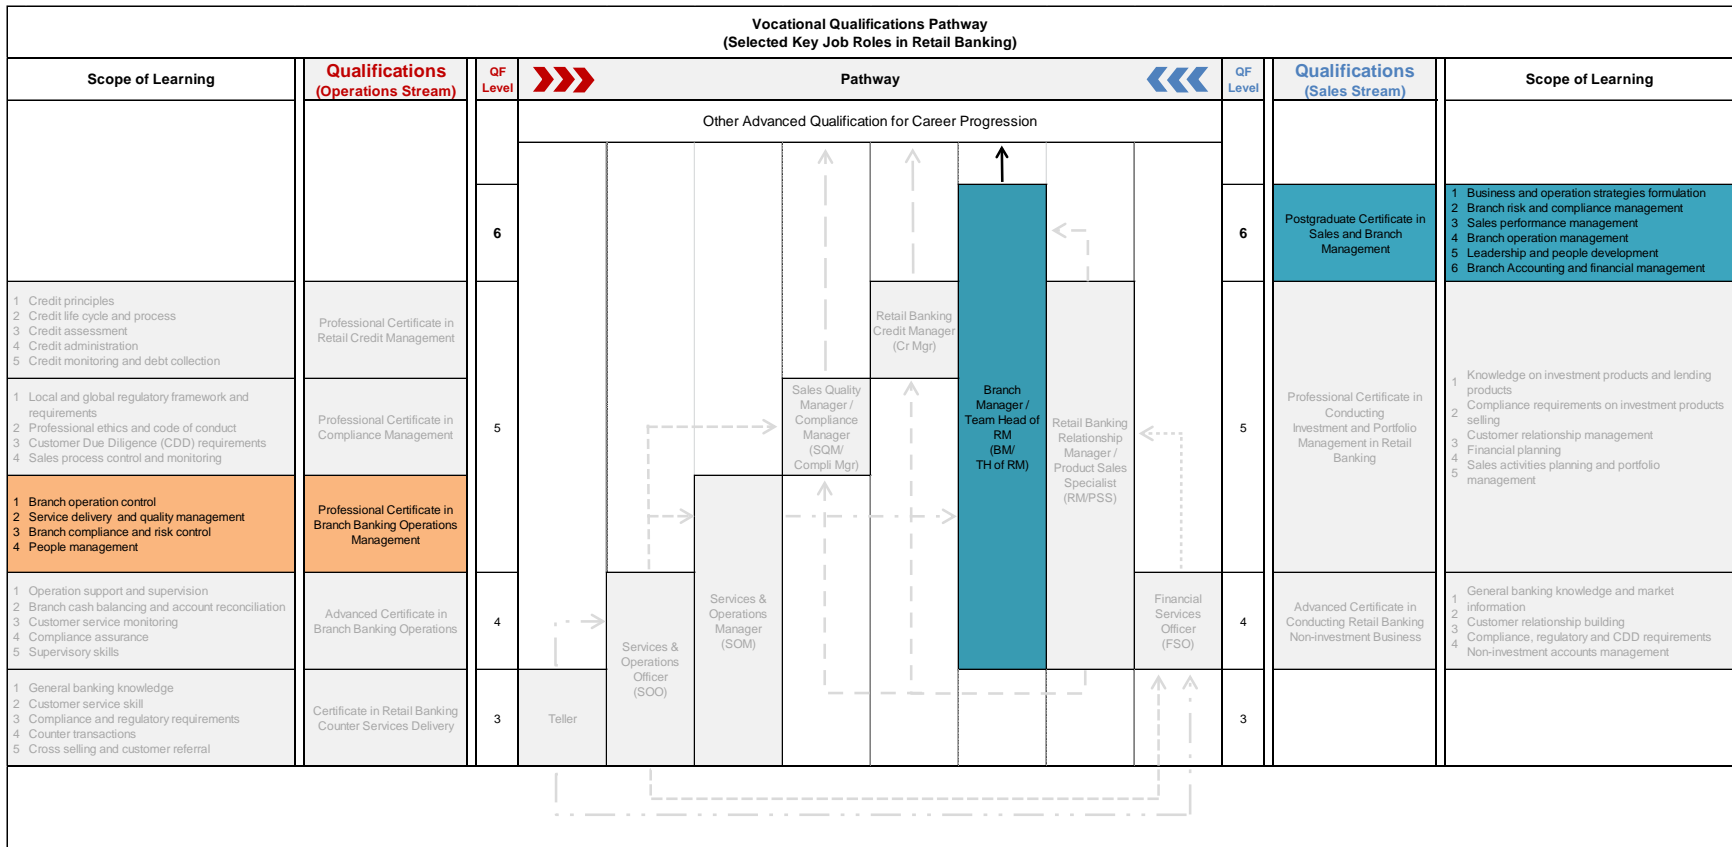 Vocational Qualifications Pathway
(Selected Key Job Roles in Retail Banking)
Scope of Learning
Qualifications
(Operations Stream)
QF
Level
Pathway
QF
Level
Qualifications
(Sales Stream)
Scope of Learning
Other Advanced Qualification for Career Progression
6
6
Postgraduate Certificate in
Sales and Branch
Management
1 Business and operation strategies formulation
2 Branch risk and compliance management
3 Sales performance management
4 Branch operation management
5 Leadership and people development
6 Branch Accounting and financial management
1 Credit principles
2 Credit life cycle and process
3 Credit assessment
4 Credit administration
5 Credit monitoring and debt collection
Professional Certificate in
Retail Credit Management
1 Local and global regulatory framework and
requirements
2 Professional ethics and code of conduct
3 Customer Due Diligence (CDD) requirements
4 Sales process control and monitoring
Professional Certificate in
Compliance Management
1 Branch operation control
2 Service delivery and quality management
3 Branch compliance and risk control
4 People management
Professional Certificate in
Branch Banking Operations
Management
5
Retail Banking
Credit Manager
(Cr Mgr)
Sales Quality
Manager /
Compliance
Manager
(SQM/
Compli Mgr)
Branch
Manager /
Team Head of
RM
(BM/
TH of RM)
Retail Banking
Relationship
Manager /
Product Sales
Specialist
(RM/PSS)
5
Professional Certificate in
Conducting
Investment and Portfolio
Management in Retail
Banking
1 Knowledge on investment products and lending
products
2 Compliance requirements on investment products
selling
3 Customer relationship management
4 Financial planning
5 Sales activities planning and portfolio
management
1 Operation support and supervision
2 Branch cash balancing and account reconciliation
3 Customer service monitoring
4 Compliance assurance
5 Supervisory skills
Advanced Certificate in
Branch Banking Operations
4
Services &
Operations
Officer
(SOO)
Services &
Operations
Manager
(SOM)
Financial
Services
Officer
(FSO)
4
Advanced Certificate in
Conducting Retail Banking
Non-investment Business
1 General banking knowledge and market
information
2 Customer relationship building
3 Compliance, regulatory and CDD requirements
4 Non-investment accounts management
1 General banking knowledge
2 Customer service skill
3 Compliance and regulatory requirements
4 Counter transactions
5 Cross selling and customer referral
Certificate in Retail Banking
Counter Services Delivery
3
Teller
3